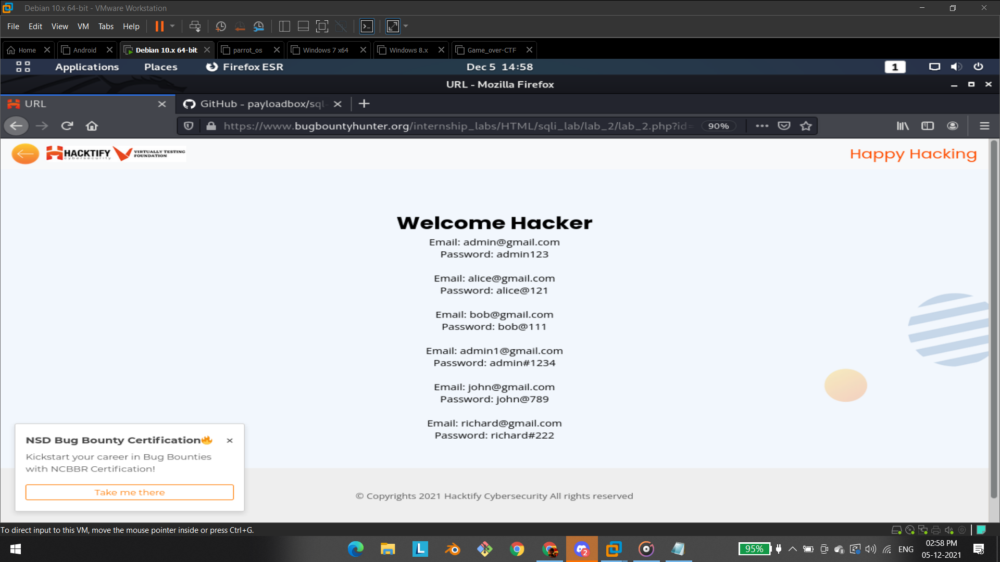 Debian 10.x 64-bit - VMware Workstation
File Edit View VM Tabs Help
Home Android Debian 10.x 64-bit parrot_os Windows 7 x64 Windows 8.x Game_over-CTF
Applications Places Firefox ESR Dec 5 14:58 1
URL - Mozilla Firefox
URL GitHub - payloadbox/sql-
https://www.bugbountyhunter.org/internship_labs/HTML/sqli_lab/lab_2/lab_2.php?id= 90%
HACKTIFY cybersecurity VIRTUALLY TESTING FOUNDATION Happy Hacking
Welcome Hacker
Email: admin@gmail.com
Password: admin123
Email: alice@gmail.com
Password: alice@121
Email: bob@gmail.com
Password: bob@111
Email: admin1@gmail.com
Password: admin#1234
Email: john@gmail.com
Password: john@789
Email: richard@gmail.com
Password: richard#222
NSD Bug Bounty Certification🔥
Kickstart your career in Bug Bounties
with NCBBR Certification!
Take me there
© Copyrights 2021 Hacktify Cybersecurity All rights reserved
To direct input to this VM, move the mouse pointer inside or press Ctrl+G.
L 2 95% ENG 02:58 PM
05-12-2021